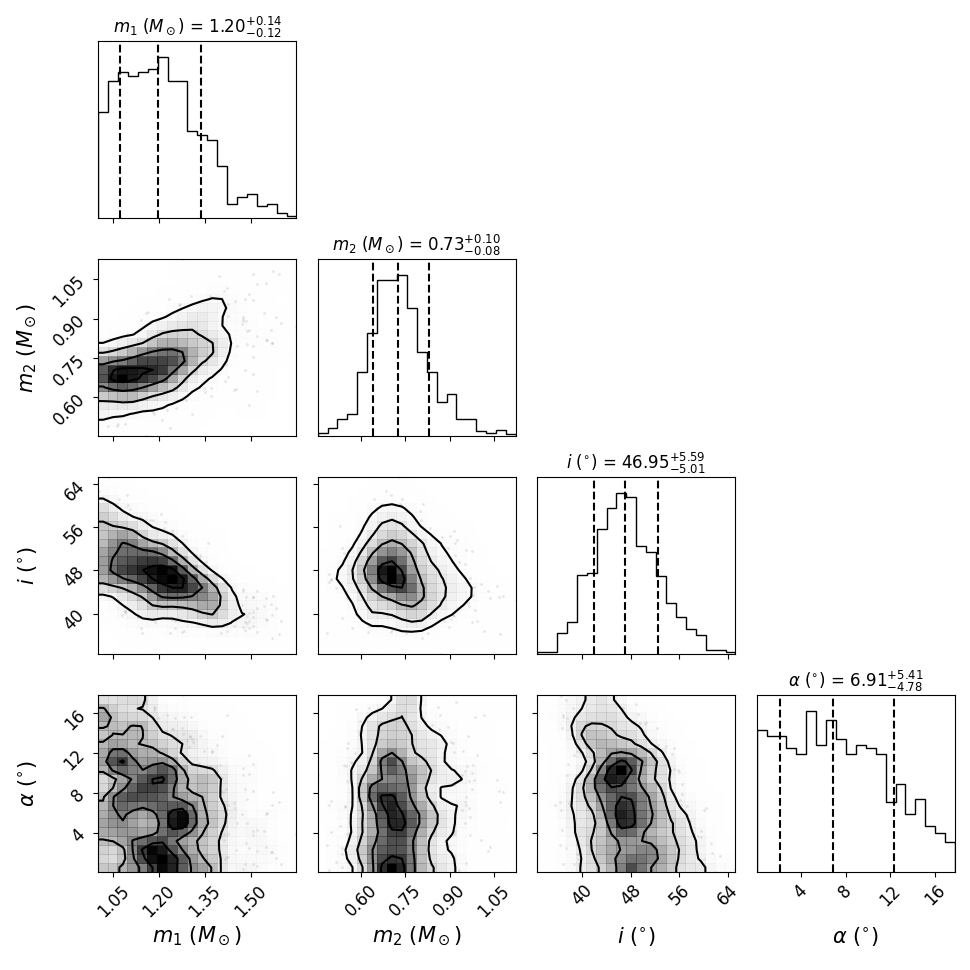 m₁ (M⊙) = 1.20+0.14−0.12
m₂ (M⊙)
1.05
0.90
0.75
0.60
m₂ (M⊙) = 0.73+0.10−0.08
i (°)
64
56
48
40
i (°) = 46.95+5.59−5.01
α (°)
16
12
8
4
α (°) = 6.91+5.41−4.78
1.05 1.20 1.35 1.50
0.60 0.75 0.90 1.05
40 48 56 64
4 8 12 16
m₁ (M⊙)
m₂ (M⊙)
i (°)
α (°)